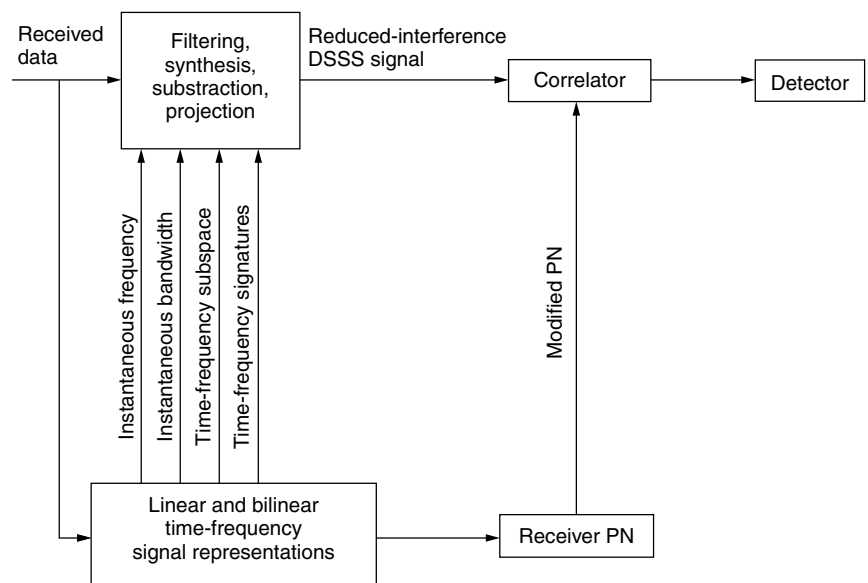 Received
data
Filtering,
synthesis,
substraction,
projection
Reduced-interference
DSSS signal
Correlator
Detector
Instantaneous frequency
Instantaneous bandwidth
Time-frequency subspace
Time-frequency signatures
Modified PN
Linear and bilinear
time-frequency
signal representations
Receiver PN